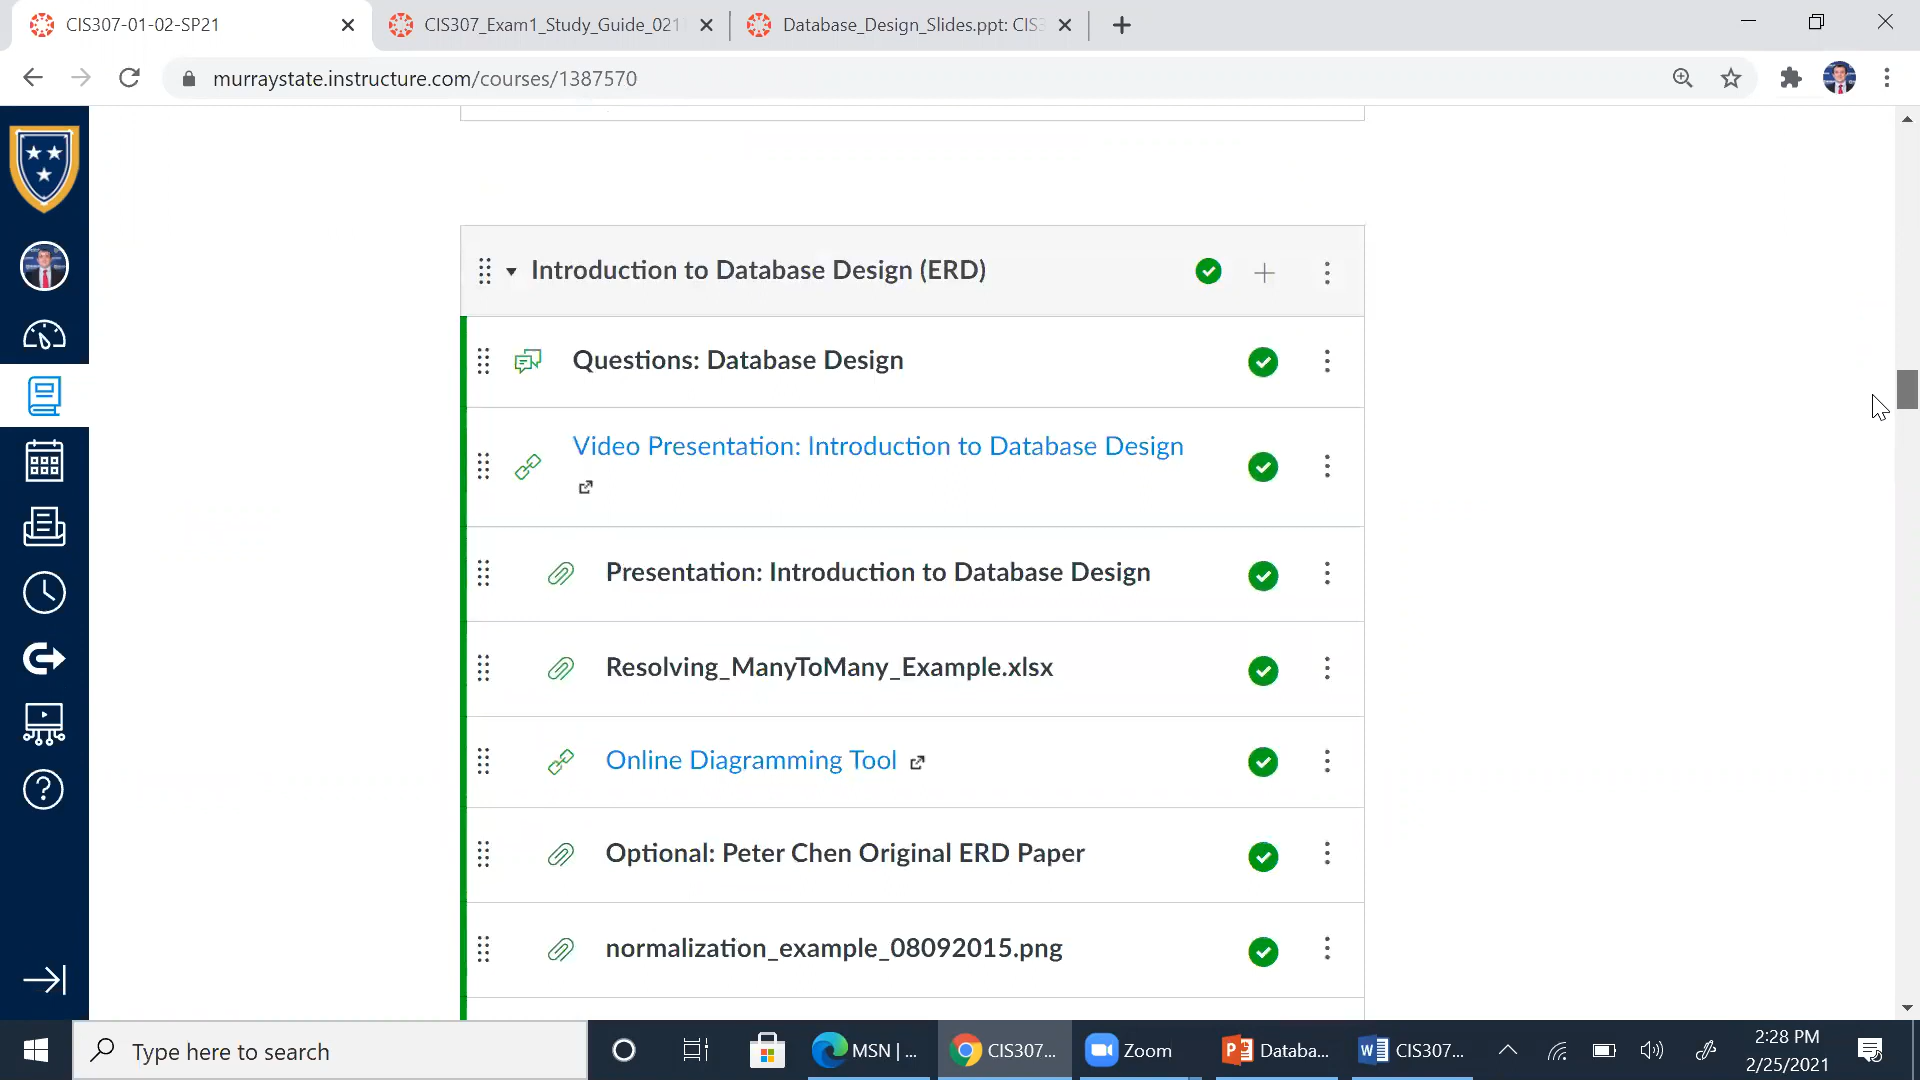 CIS307-01-02-SP21
CIS307_Exam1_Study_Guide_021
Database_Design_Slides.ppt: CIS3
murraystate.instructure.com/courses/1387570
Introduction to Database Design (ERD)
Questions: Database Design
Video Presentation: Introduction to Database Design
Presentation: Introduction to Database Design
Resolving_ManyToMany_Example.xlsx
Online Diagramming Tool
Optional: Peter Chen Original ERD Paper
normalization_example_08092015.png
Type here to search
MSN | ...
CIS307...
Zoom
Databa...
CIS307...
2:28 PM
2/25/2021